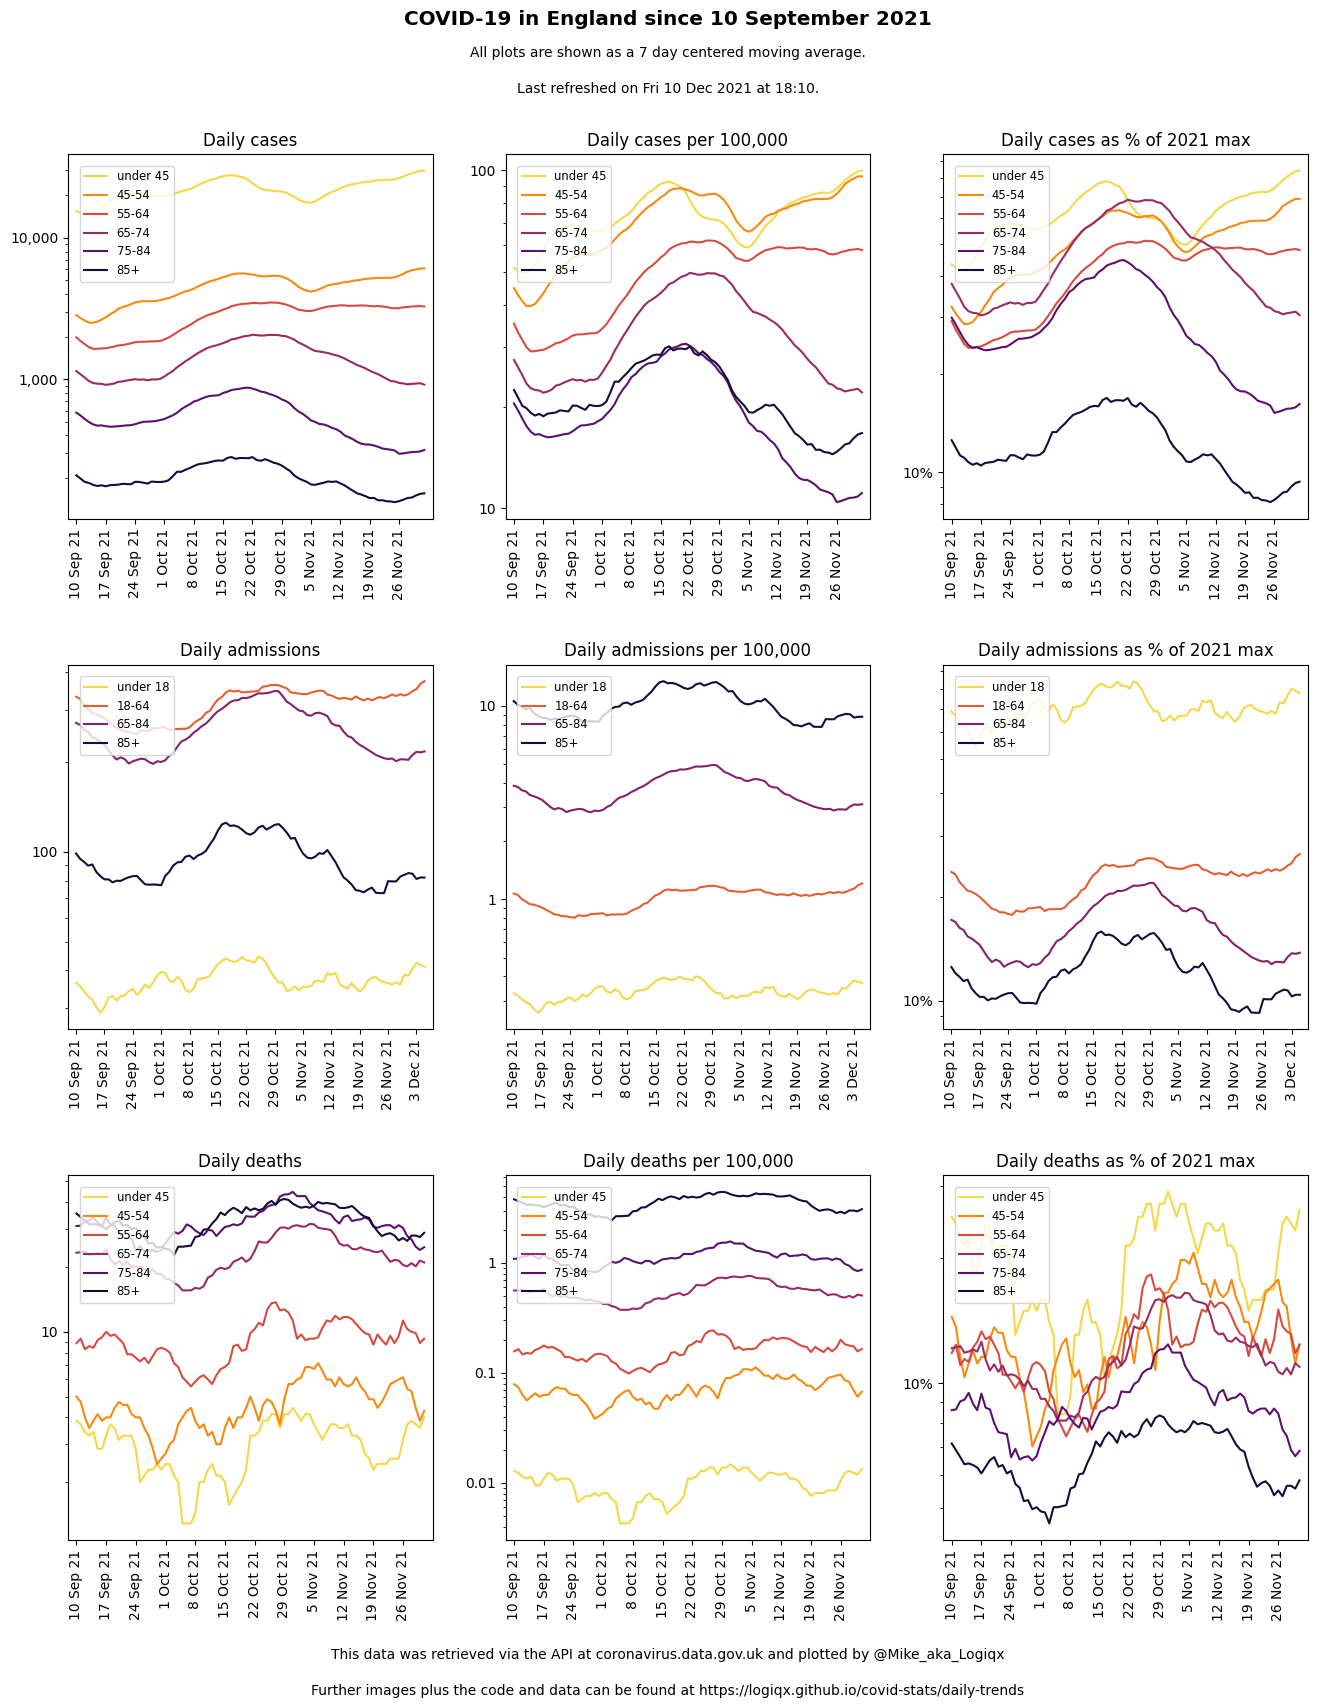 COVID-19 in England since 10 September 2021
All plots are shown as a 7 day centered moving average.
Last refreshed on Fri 10 Dec 2021 at 18:10.
Daily cases
under 45
45-54
55-64
65-74
75-84
85+
10,000
1,000
10 Sep 21
17 Sep 21
24 Sep 21
1 Oct 21
8 Oct 21
15 Oct 21
22 Oct 21
29 Oct 21
5 Nov 21
12 Nov 21
19 Nov 21
26 Nov 21
Daily cases per 100,000
under 45
45-54
55-64
65-74
75-84
85+
100
10
10 Sep 21
17 Sep 21
24 Sep 21
1 Oct 21
8 Oct 21
15 Oct 21
22 Oct 21
29 Oct 21
5 Nov 21
12 Nov 21
19 Nov 21
26 Nov 21
Daily cases as % of 2021 max
under 45
45-54
55-64
65-74
75-84
85+
10%
10 Sep 21
17 Sep 21
24 Sep 21
1 Oct 21
8 Oct 21
15 Oct 21
22 Oct 21
29 Oct 21
5 Nov 21
12 Nov 21
19 Nov 21
26 Nov 21
Daily admissions
under 18
18-64
65-84
85+
100
10 Sep 21
17 Sep 21
24 Sep 21
1 Oct 21
8 Oct 21
15 Oct 21
22 Oct 21
29 Oct 21
5 Nov 21
12 Nov 21
19 Nov 21
26 Nov 21
3 Dec 21
Daily admissions per 100,000
under 18
18-64
65-84
85+
10
1
10 Sep 21
17 Sep 21
24 Sep 21
1 Oct 21
8 Oct 21
15 Oct 21
22 Oct 21
29 Oct 21
5 Nov 21
12 Nov 21
19 Nov 21
26 Nov 21
3 Dec 21
Daily admissions as % of 2021 max
under 18
18-64
65-84
85+
10%
10 Sep 21
17 Sep 21
24 Sep 21
1 Oct 21
8 Oct 21
15 Oct 21
22 Oct 21
29 Oct 21
5 Nov 21
12 Nov 21
19 Nov 21
26 Nov 21
3 Dec 21
Daily deaths
under 45
45-54
55-64
65-74
75-84
85+
10
10 Sep 21
17 Sep 21
24 Sep 21
1 Oct 21
8 Oct 21
15 Oct 21
22 Oct 21
29 Oct 21
5 Nov 21
12 Nov 21
19 Nov 21
26 Nov 21
Daily deaths per 100,000
under 45
45-54
55-64
65-74
75-84
85+
1
0.1
0.01
10 Sep 21
17 Sep 21
24 Sep 21
1 Oct 21
8 Oct 21
15 Oct 21
22 Oct 21
29 Oct 21
5 Nov 21
12 Nov 21
19 Nov 21
26 Nov 21
Daily deaths as % of 2021 max
under 45
45-54
55-64
65-74
75-84
85+
10%
10 Sep 21
17 Sep 21
24 Sep 21
1 Oct 21
8 Oct 21
15 Oct 21
22 Oct 21
29 Oct 21
5 Nov 21
12 Nov 21
19 Nov 21
26 Nov 21
This data was retrieved via the API at coronavirus.data.gov.uk and plotted by @Mike_aka_Logiqx
Further images plus the code and data can be found at https://logiqx.github.io/covid-stats/daily-trends